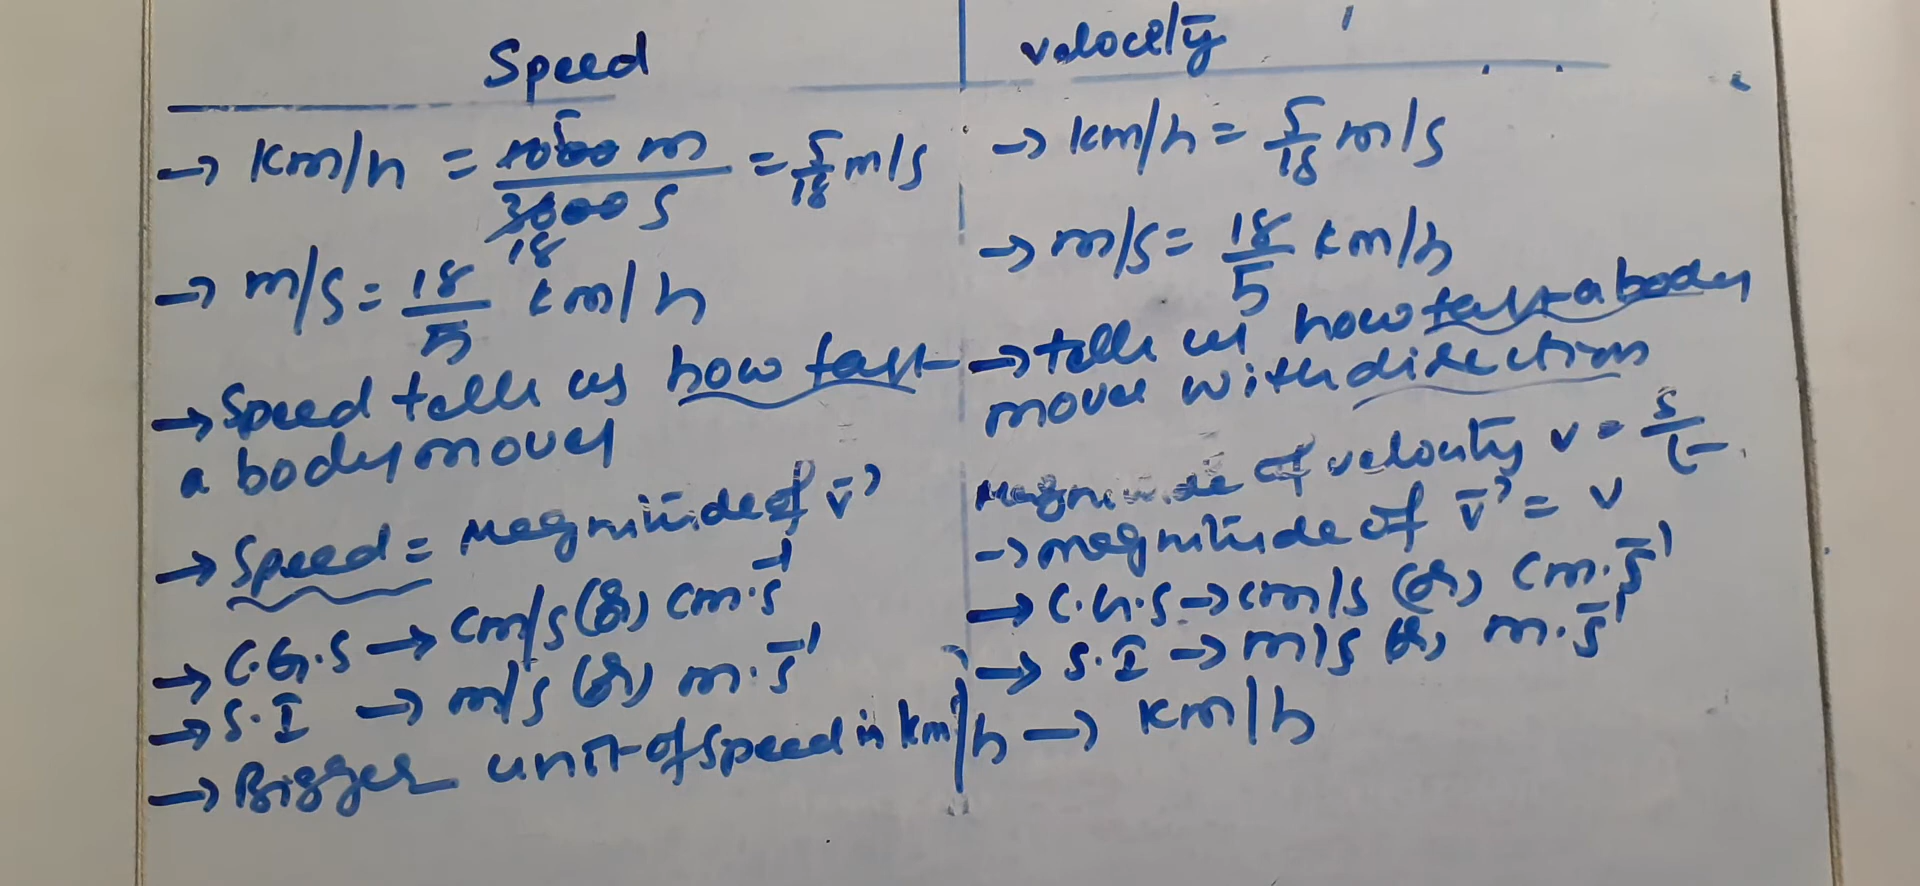 Speed
→ km/h = 1000 m / 3600 s = 5/18 m/s
5
18
→ m/s = 18/5 km/h
→ Speed tells us how fast
a body moves
→ Speed = Magnitude of v→
→ C.G.S → cm/s (or) cm.s-1
→ S.I → m/s (or) m.s-1
→ Bigger unit of speed is km/h
velocity
→ km/h = 5/18 m/s
→ m/s = 18/5 km/h
→ tells us how fast a body
moves with direction
Magnitude of velocity v = s/t
→ magnitude of v→ = v
→ C.G.S → cm/s (or) cm.s-1
→ S.I → m/s (or) m.s-1
→ km/h